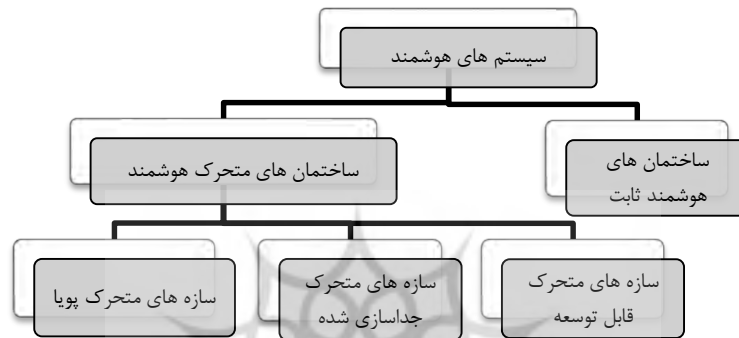 سیستم های هوشمند
ساختمان های
هوشمند ثابت
ساختمان های متحرک هوشمند
سازه های متحرک
قابل توسعه
سازه های متحرک
جداسازی شده
سازه های متحرک پویا